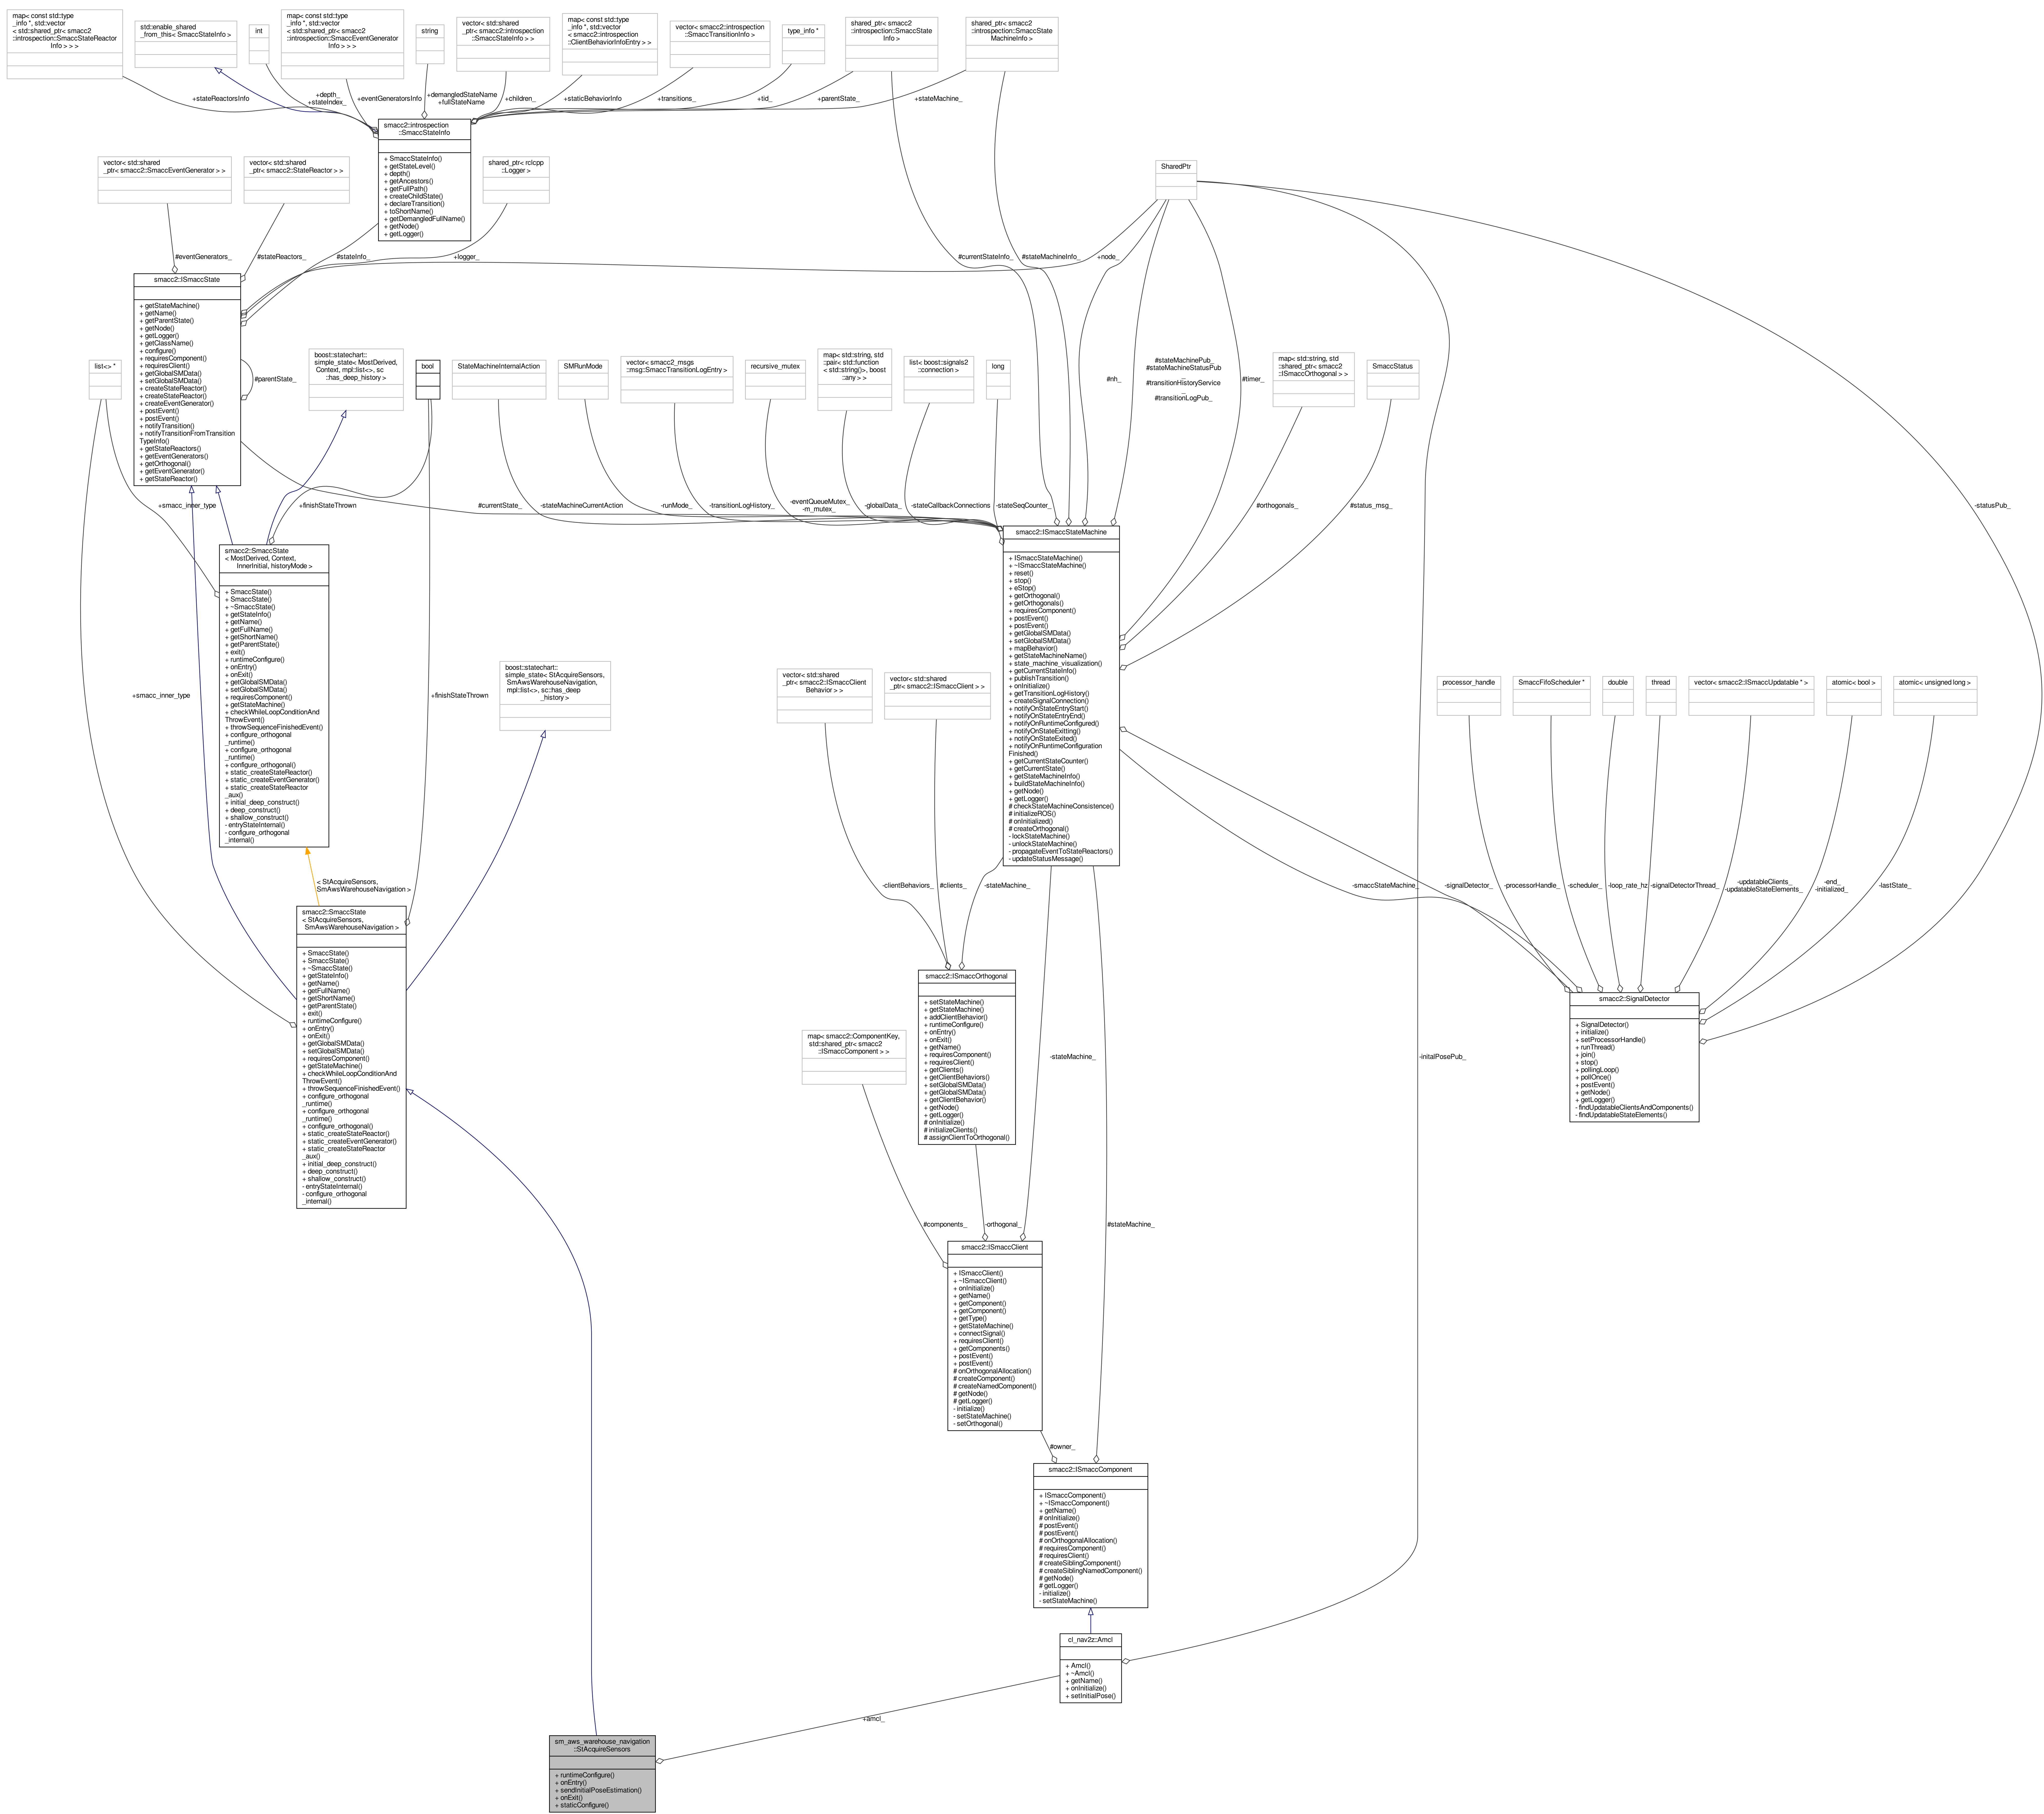 map< const std::type
_info *, std::vector
< std::shared_ptr< smacc2
::introspection::SmaccStateReactor
Info > > >
std::enable_shared
_from_this< SmaccStateInfo >
int
map< const std::type
_info *, std::vector
< std::shared_ptr< smacc2
::introspection::SmaccEventGenerator
Info > > >
string
vector< std::shared
_ptr< smacc2::introspection
::SmaccStateInfo > >
map< const std::type
_info *, std::vector
< smacc2::introspection
::ClientBehaviorInfoEntry > >
vector< smacc2::introspection
::SmaccTransitionInfo >
type_info *
shared_ptr< smacc2
::introspection::SmaccState
Info >
shared_ptr< smacc2
::introspection::SmaccState
MachineInfo >
+stateReactorsInfo
+depth_
+stateIndex_
+eventGeneratorsInfo
+demangledStateName
+fullStateName
+children_
+staticBehaviorInfo
+transitions_
+tid_
+parentState_
+stateMachine_
smacc2::introspection
::SmaccStateInfo
+ SmaccStateInfo()
+ getStateLevel()
+ depth()
+ getAncestors()
+ getFullPath()
+ createChildState()
+ declareTransition()
+ toShortName()
+ getDemangledFullName()
+ getNode()
+ getLogger()
vector< std::shared
_ptr< smacc2::SmaccEventGenerator > >
vector< std::shared
_ptr< smacc2::StateReactor > >
shared_ptr< rclcpp
::Logger >
SharedPtr
#eventGenerators_
#stateReactors_
#stateInfo_
+logger_
#currentStateInfo_
#stateMachineInfo_
+node_
smacc2::ISmaccState
+ getStateMachine()
+ getName()
+ getParentState()
+ getNode()
+ getLogger()
+ getClassName()
+ configure()
+ requiresComponent()
+ requiresClient()
+ getGlobalSMData()
+ setGlobalSMData()
+ createStateReactor()
+ createStateReactor()
+ createEventGenerator()
+ postEvent()
+ postEvent()
+ notifyTransition()
+ notifyTransitionFromTransition
TypeInfo()
+ getStateReactors()
+ getEventGenerators()
+ getOrthogonal()
+ getEventGenerator()
+ getStateReactor()
#parentState_
list<> *
boost::statechart::
simple_state< MostDerived,
Context, mpl::list<>, sc
::has_deep_history >
bool
StateMachineInternalAction
SMRunMode
vector< smacc2_msgs
::msg::SmaccTransitionLogEntry >
recursive_mutex
map< std::string, std
::pair< std::function
< std::string()>, boost
::any > >
list< boost::signals2
::connection >
long
#nh_
#stateMachinePub_
#stateMachineStatusPub
_
#transitionHistoryService
_
#transitionLogPub_
#timer_
map< std::string, std
::shared_ptr< smacc2
::ISmaccOrthogonal > >
SmaccStatus
+smacc_inner_type
+finishStateThrown
#currentState_
-stateMachineCurrentAction
-runMode_
-transitionLogHistory_
-eventQueueMutex_
-m_mutex_
-globalData_
-stateCallbackConnections
-stateSeqCounter_
#orthogonals_
#status_msg_
-statusPub_
smacc2::SmaccState
< MostDerived, Context,
InnerInitial, historyMode >
+ SmaccState()
+ SmaccState()
+ ~SmaccState()
+ getStateInfo()
+ getName()
+ getFullName()
+ getShortName()
+ getParentState()
+ exit()
+ runtimeConfigure()
+ onEntry()
+ onExit()
+ getGlobalSMData()
+ setGlobalSMData()
+ requiresComponent()
+ getStateMachine()
+ checkWhileLoopConditionAnd
ThrowEvent()
+ throwSequenceFinishedEvent()
+ configure_orthogonal
_runtime()
+ configure_orthogonal
_runtime()
+ configure_orthogonal()
+ static_createStateReactor()
+ static_createEventGenerator()
+ static_createStateReactor
_aux()
+ initial_deep_construct()
+ deep_construct()
+ shallow_construct()
- entryStateInternal()
- configure_orthogonal
_internal()
smacc2::ISmaccStateMachine
+ ISmaccStateMachine()
+ ~ISmaccStateMachine()
+ reset()
+ stop()
+ eStop()
+ getOrthogonal()
+ getOrthogonals()
+ requiresComponent()
+ postEvent()
+ postEvent()
+ getGlobalSMData()
+ setGlobalSMData()
+ mapBehavior()
+ getStateMachineName()
+ state_machine_visualization()
+ getCurrentStateInfo()
+ publishTransition()
+ onInitialize()
+ getTransitionLogHistory()
+ createSignalConnection()
+ notifyOnStateEntryStart()
+ notifyOnStateEntryEnd()
+ notifyOnRuntimeConfigured()
+ notifyOnStateExitting()
+ notifyOnStateExited()
+ notifyOnRuntimeConfiguration
Finished()
+ getCurrentStateCounter()
+ getCurrentState()
+ getStateMachineInfo()
+ buildStateMachineInfo()
+ getNode()
+ getLogger()
# checkStateMachineConsistence()
# initializeROS()
# onInitialized()
# createOrthogonal()
- lockStateMachine()
- unlockStateMachine()
- propagateEventToStateReactors()
- updateStatusMessage()
boost::statechart::
simple_state< StAcquireSensors,
SmAwsWarehouseNavigation,
mpl::list<>, sc::has_deep
_history >
vector< std::shared
_ptr< smacc2::ISmaccClient
Behavior > >
vector< std::shared
_ptr< smacc2::ISmaccClient > >
processor_handle
SmaccFifoScheduler *
double
thread
vector< smacc2::ISmaccUpdatable * >
atomic< bool >
atomic< unsigned long >
+smacc_inner_type
+finishStateThrown
< StAcquireSensors,
SmAwsWarehouseNavigation >
-clientBehaviors_
#clients_
-stateMachine_
-smaccStateMachine_
-signalDetector_
-processorHandle_
-scheduler_
-loop_rate_hz
-signalDetectorThread_
-updatableClients_
-updatableStateElements_
-end_
-initialized_
-lastState_
smacc2::SmaccState
< StAcquireSensors,
SmAwsWarehouseNavigation >
+ SmaccState()
+ SmaccState()
+ ~SmaccState()
+ getStateInfo()
+ getName()
+ getFullName()
+ getShortName()
+ getParentState()
+ exit()
+ runtimeConfigure()
+ onEntry()
+ onExit()
+ getGlobalSMData()
+ setGlobalSMData()
+ requiresComponent()
+ getStateMachine()
+ checkWhileLoopConditionAnd
ThrowEvent()
+ throwSequenceFinishedEvent()
+ configure_orthogonal
_runtime()
+ configure_orthogonal
_runtime()
+ configure_orthogonal()
+ static_createStateReactor()
+ static_createEventGenerator()
+ static_createStateReactor
_aux()
+ initial_deep_construct()
+ deep_construct()
+ shallow_construct()
- entryStateInternal()
- configure_orthogonal
_internal()
smacc2::ISmaccOrthogonal
+ setStateMachine()
+ getStateMachine()
+ addClientBehavior()
+ runtimeConfigure()
+ onEntry()
+ onExit()
+ getName()
+ requiresComponent()
+ requiresClient()
+ getClients()
+ getClientBehaviors()
+ setGlobalSMData()
+ getGlobalSMData()
+ getClientBehavior()
+ getNode()
+ getLogger()
# onInitialize()
# initializeClients()
# assignClientToOrthogonal()
smacc2::SignalDetector
+ SignalDetector()
+ initialize()
+ setProcessorHandle()
+ runThread()
+ join()
+ stop()
+ pollingLoop()
+ pollOnce()
+ postEvent()
+ getNode()
+ getLogger()
- findUpdatableClientsAndComponents()
- findUpdatableStateElements()
map< smacc2::ComponentKey,
std::shared_ptr< smacc2
::ISmaccComponent > >
-stateMachine_
-initalPosePub_
#components_
-orthogonal_
#stateMachine_
smacc2::ISmaccClient
+ ISmaccClient()
+ ~ISmaccClient()
+ onInitialize()
+ getName()
+ getComponent()
+ getComponent()
+ getType()
+ getStateMachine()
+ connectSignal()
+ requiresClient()
+ getComponents()
+ postEvent()
+ postEvent()
# onOrthogonalAllocation()
# createComponent()
# createNamedComponent()
# getNode()
# getLogger()
- initialize()
- setStateMachine()
- setOrthogonal()
#owner_
smacc2::ISmaccComponent
+ ISmaccComponent()
+ ~ISmaccComponent()
+ getName()
# onInitialize()
# postEvent()
# postEvent()
# onOrthogonalAllocation()
# requiresComponent()
# requiresClient()
# createSiblingComponent()
# createSiblingNamedComponent()
# getNode()
# getLogger()
- initialize()
- setStateMachine()
cl_nav2z::Amcl
+ Amcl()
+ ~Amcl()
+ getName()
+ onInitialize()
+ setInitialPose()
+amcl_
sm_aws_warehouse_navigation
::StAcquireSensors
+ runtimeConfigure()
+ onEntry()
+ sendInitialPoseEstimation()
+ onExit()
+ staticConfigure()